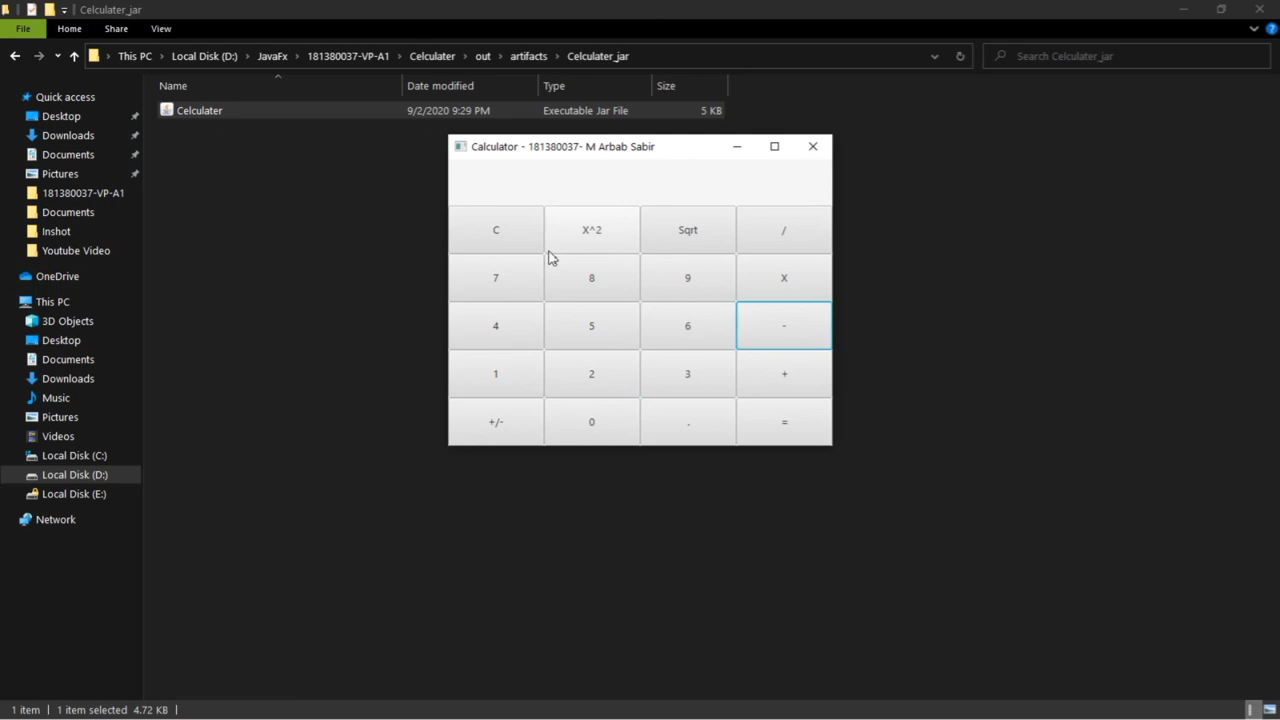 Celculater_jar
File Home Share View
This PC Local Disk (D:) JavaFx 181380037-VP-A1 Celculater out artifacts Celculater_jar Search Celculater_jar
Name Date modified Type Size
Celculater 9/2/2020 9:29 PM Executable Jar File 5 KB
Quick access
Desktop
Downloads
Documents
Pictures
181380037-VP-A1
Documents
Inshot
Youtube Video
OneDrive
This PC
3D Objects
Desktop
Documents
Downloads
Music
Pictures
Videos
Local Disk (C:)
Local Disk (D:)
Local Disk (E:)
Network
Calculator - 181380037- M Arbab Sabir
C X^2 Sqrt /
7 8 9 X
4 5 6 -
1 2 3 +
+/- 0 . =
1 item 1 item selected 4.72 KB